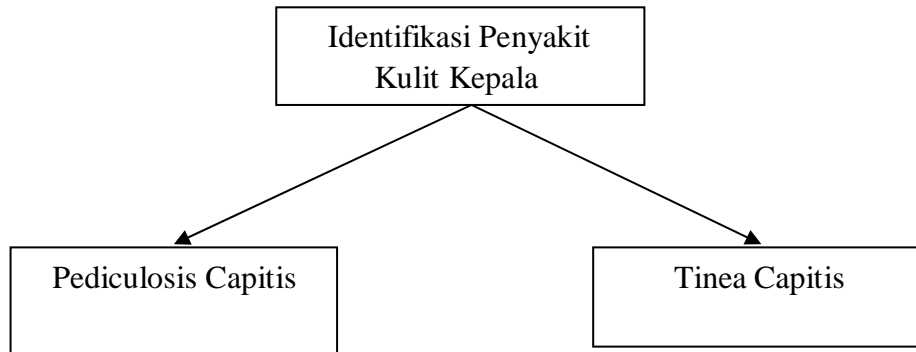 Identifikasi Penyakit
Kulit Kepala
Pediculosis Capitis
Tinea Capitis